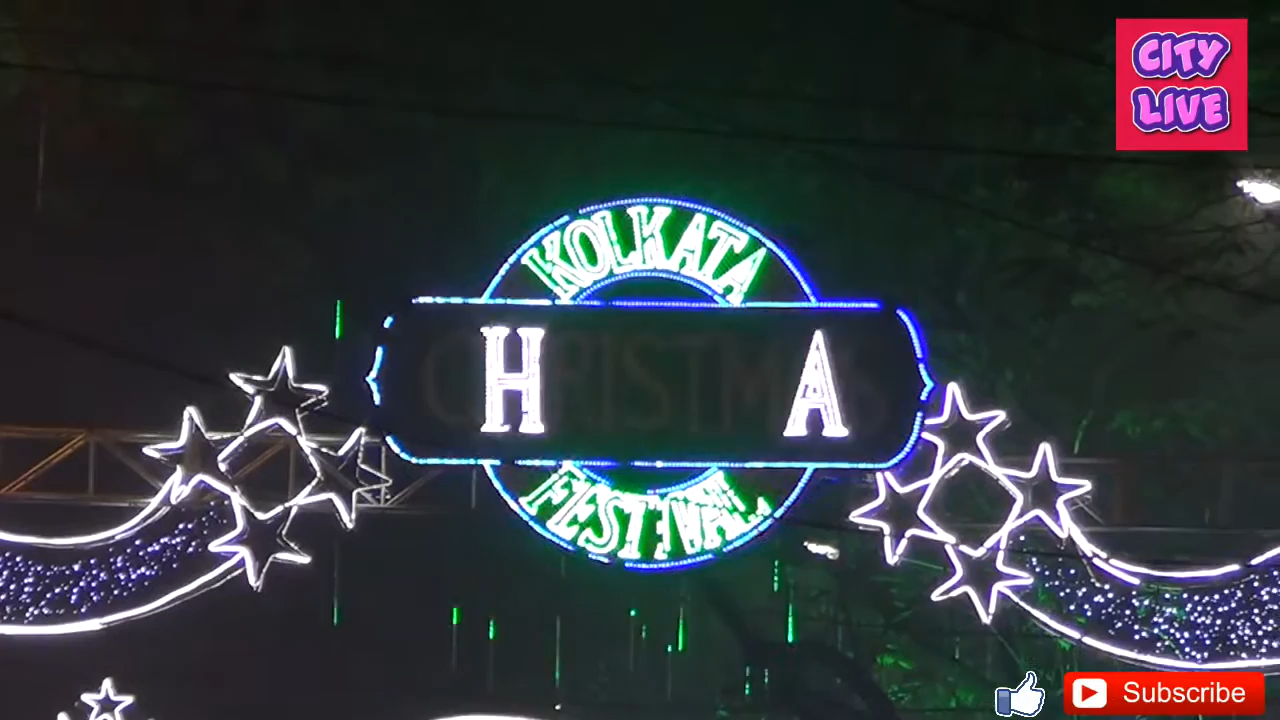 CITY
LIVE
KOLKATA
CHRISTMAS
FESTIVAL
Subscribe